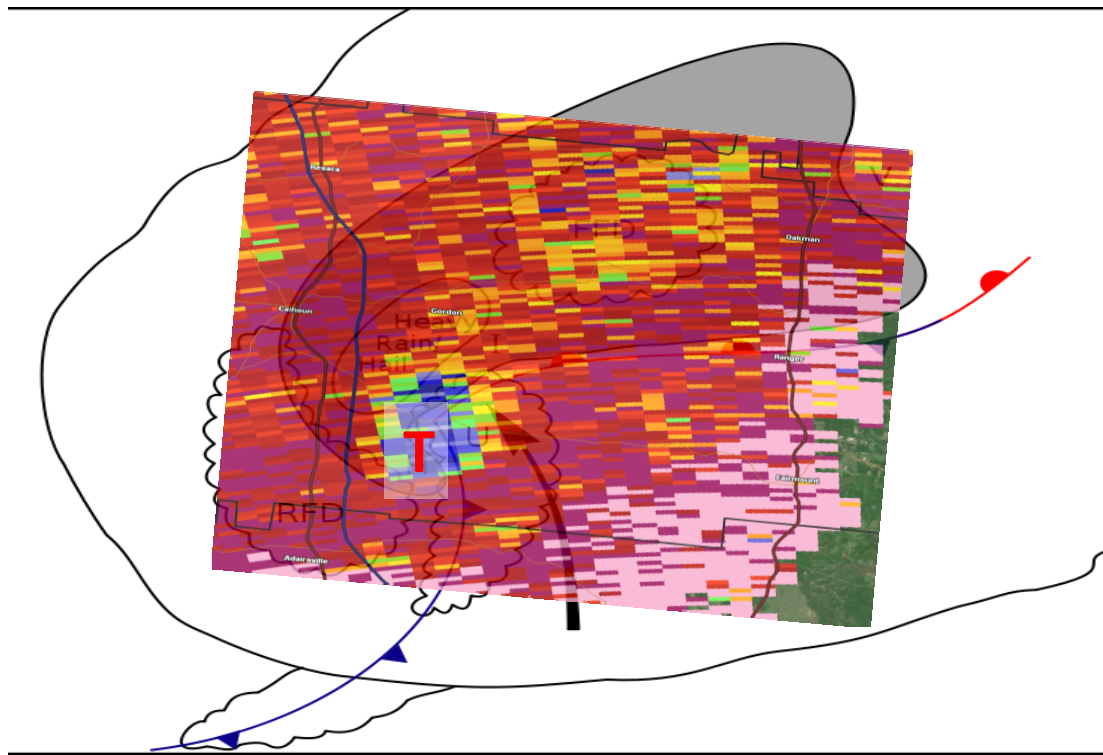 Resaca
V
L
FFD
Oakman
Calhoun
Gordon
Heavy
Rain/
Hail
I
Ranger
U
T
Fairmount
RFD
Adairsville